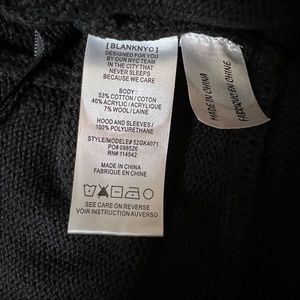 [ BLANKNYC ]
DESIGNED FOR
YOU BY OUR NYC TEAM
IN THE CITY THAT
NEVER SLEEPS
BECAUSE WE CARE
BODY:
53% COTTON / COTON
40% ACRYLIC / ACRYLIQUE
7% WOOL / LAINE
HOOD AND SLEEVES /
100% POLYURETHANE
STYLE/MODELE# 52GK4071
PO# 098526
RN# 114542
MADE IN CHINA
FABRIQUE EN CHINE
SEE CARE ON REVERSE
VOIR INSTRUCTION AU VERSO
MADE IN CHINA
FABRIQUE EN CHINE